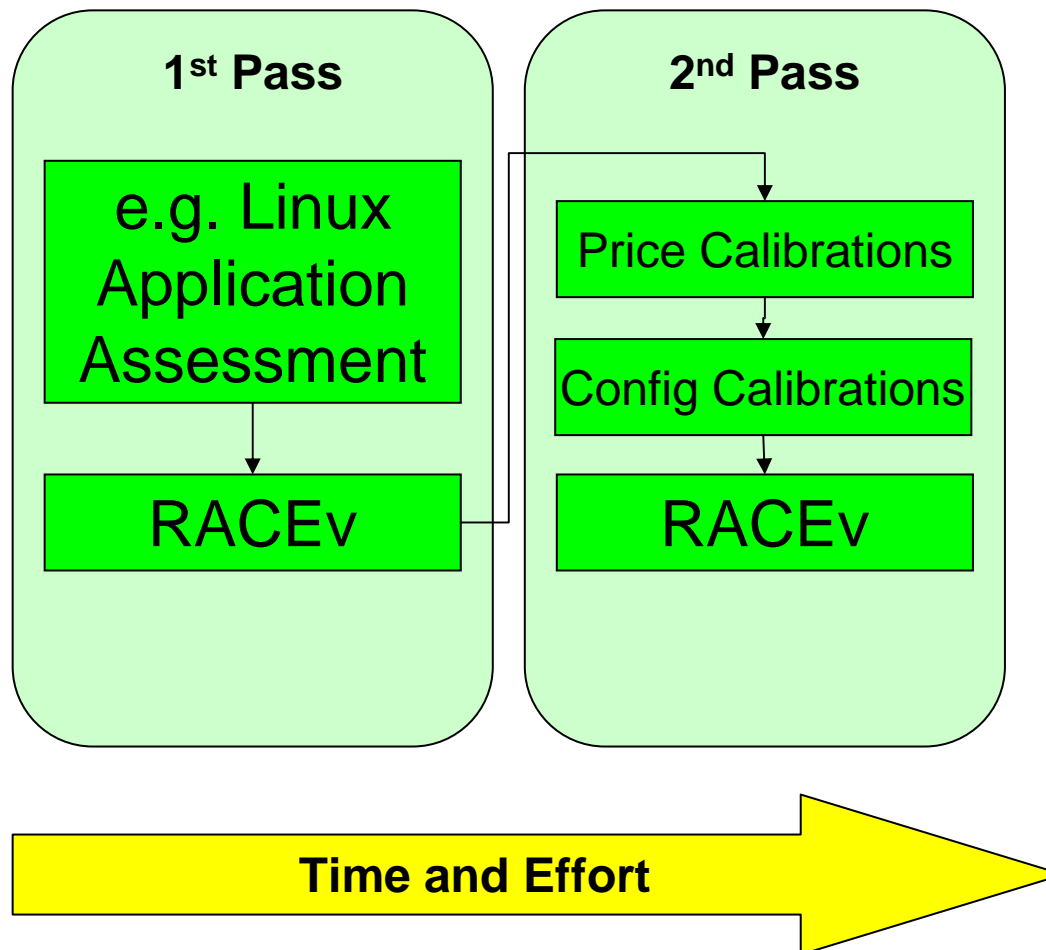 1st Pass
e.g. Linux
Application
Assessment
RACEv
2nd Pass
Price Calibrations
Config Calibrations
RACEv
Time and Effort